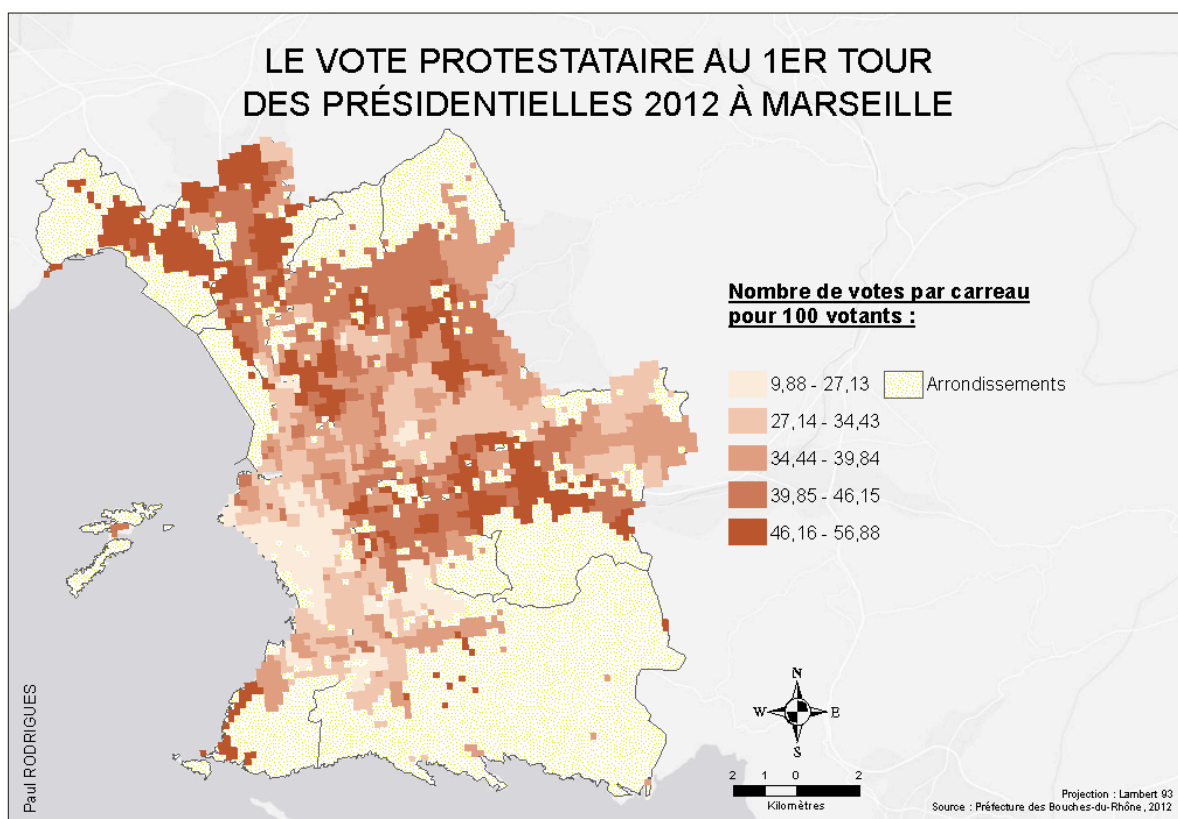 LE VOTE PROTESTATAIRE AU 1ER TOUR
DES PRÉSIDENTIELLES 2012 À MARSEILLE
Nombre de votes par carreau
pour 100 votants :
9,88 - 27,13
Arrondissements
27,14 - 34,43
34,44 - 39,84
39,85 - 46,15
46,16 - 56,88
N
W E
S
2 1 0 2
Kilomètres
Projection : Lambert 93
Source : Préfecture des Bouches-du-Rhône, 2012
Paul RODRIGUES